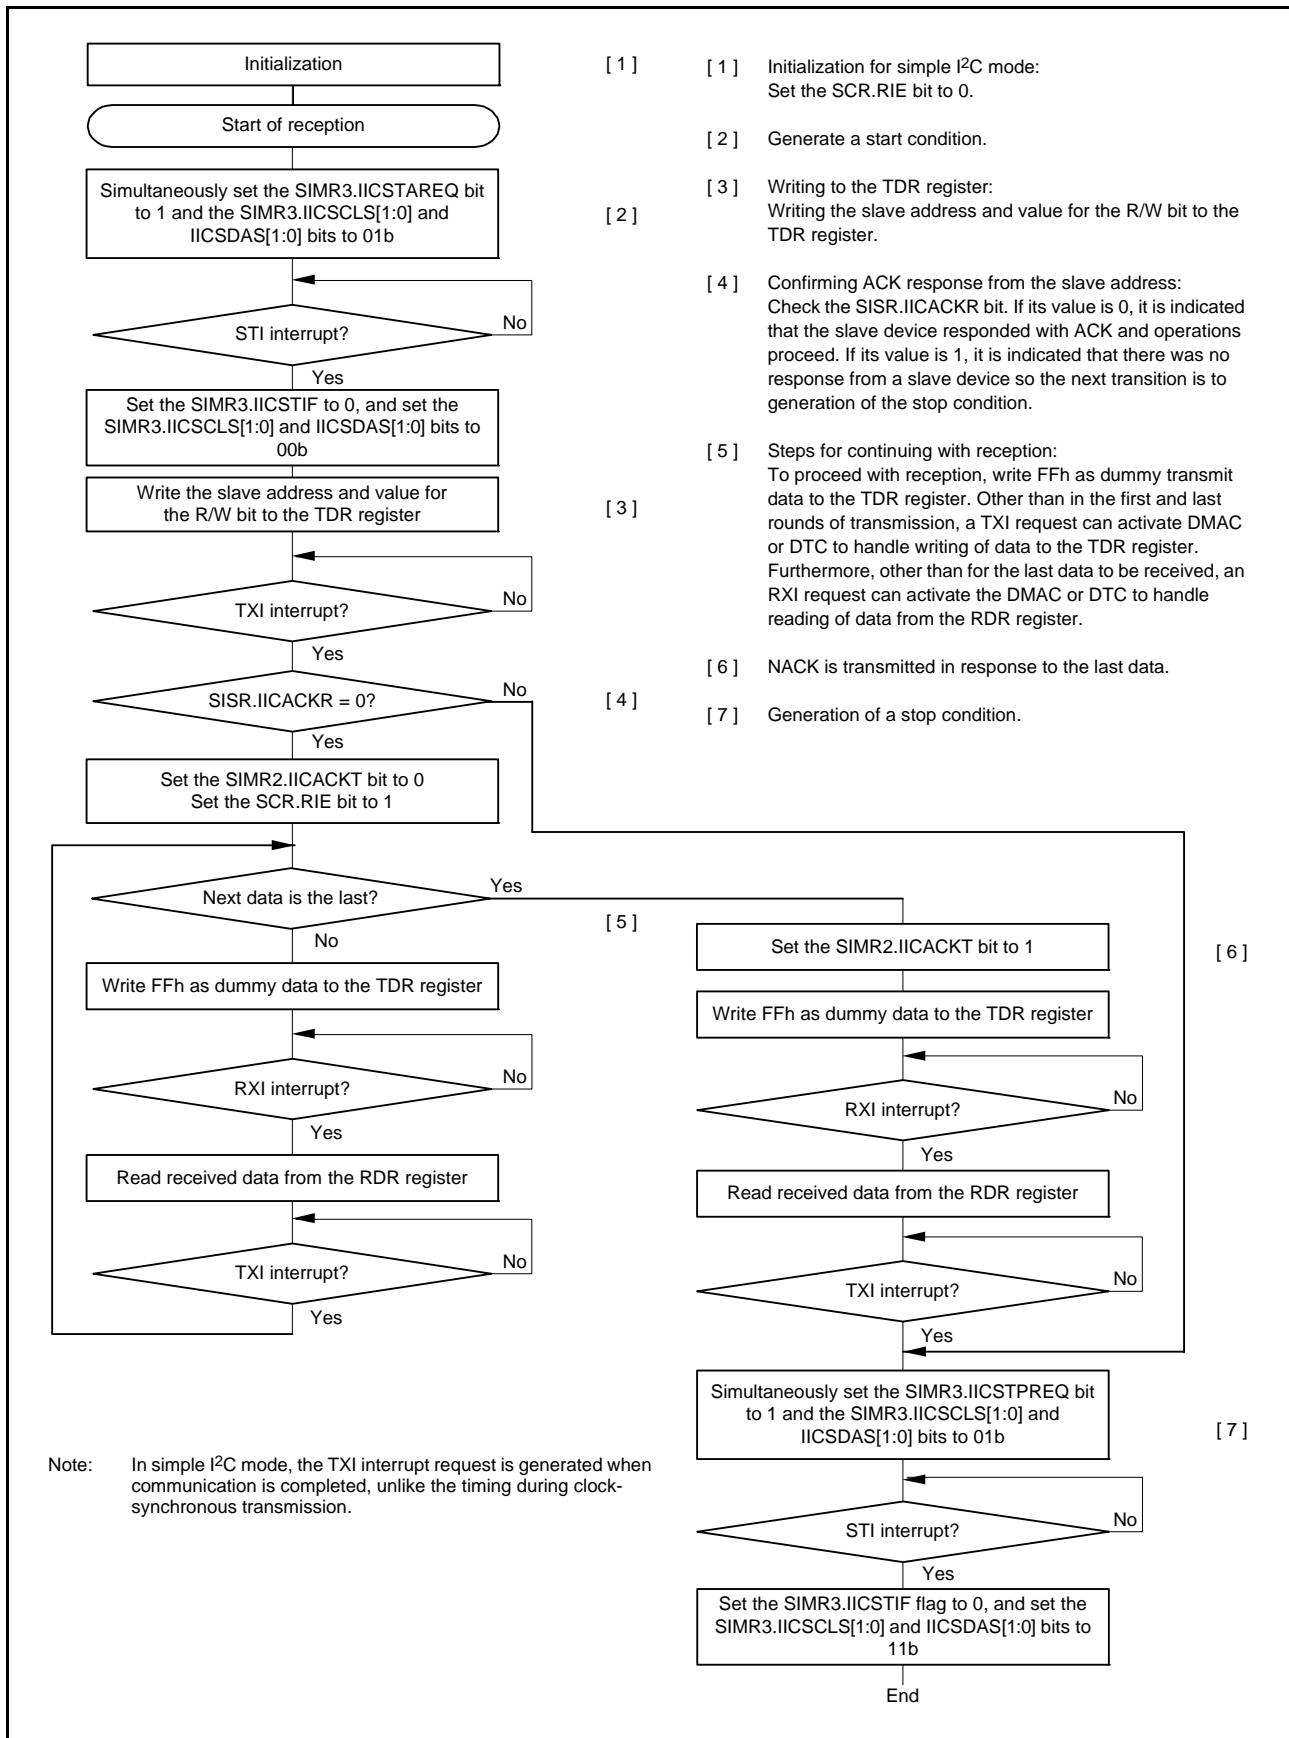 Initialization
[ 1 ]
Start of reception
Simultaneously set the SIMR3.IICSTAREQ bit
to 1 and the SIMR3.IICSCLS[1:0] and
IICSDAS[1:0] bits to 01b
[ 2 ]
STI interrupt?
No
Yes
Set the SIMR3.IICSTIF to 0, and set the
SIMR3.IICSCLS[1:0] and IICSDAS[1:0] bits to
00b
Write the slave address and value for
the R/W bit to the TDR register
[ 3 ]
TXI interrupt?
No
Yes
SISR.IICACKR = 0?
No
[ 4 ]
Yes
Set the SIMR2.IICACKT bit to 0
Set the SCR.RIE bit to 1
Next data is the last?
Yes
[ 5 ]
No
Write FFh as dummy data to the TDR register
RXI interrupt?
No
Yes
Read received data from the RDR register
TXI interrupt?
No
Yes
[ 1 ] Initialization for simple I2C mode:
Set the SCR.RIE bit to 0.
[ 2 ] Generate a start condition.
[ 3 ] Writing to the TDR register:
Writing the slave address and value for the R/W bit to the
TDR register.
[ 4 ] Confirming ACK response from the slave address:
Check the SISR.IICACKR bit. If its value is 0, it is indicated
that the slave device responded with ACK and operations
proceed. If its value is 1, it is indicated that there was no
response from a slave device so the next transition is to
generation of the stop condition.
[ 5 ] Steps for continuing with reception:
To proceed with reception, write FFh as dummy transmit
data to the TDR register. Other than in the first and last
rounds of transmission, a TXI request can activate DMAC
or DTC to handle writing of data to the TDR register.
Furthermore, other than for the last data to be received, an
RXI request can activate the DMAC or DTC to handle
reading of data from the RDR register.
[ 6 ] NACK is transmitted in response to the last data.
[ 7 ] Generation of a stop condition.
Set the SIMR2.IICACKT bit to 1
[ 6 ]
Write FFh as dummy data to the TDR register
RXI interrupt?
No
Yes
Read received data from the RDR register
TXI interrupt?
No
Yes
Simultaneously set the SIMR3.IICSTPREQ bit
to 1 and the SIMR3.IICSCLS[1:0] and
IICSDAS[1:0] bits to 01b
[ 7 ]
STI interrupt?
No
Yes
Set the SIMR3.IICSTIF flag to 0, and set the
SIMR3.IICSCLS[1:0] and IICSDAS[1:0] bits to
11b
End
Note: In simple I2C mode, the TXI interrupt request is generated when
communication is completed, unlike the timing during clock-
synchronous transmission.